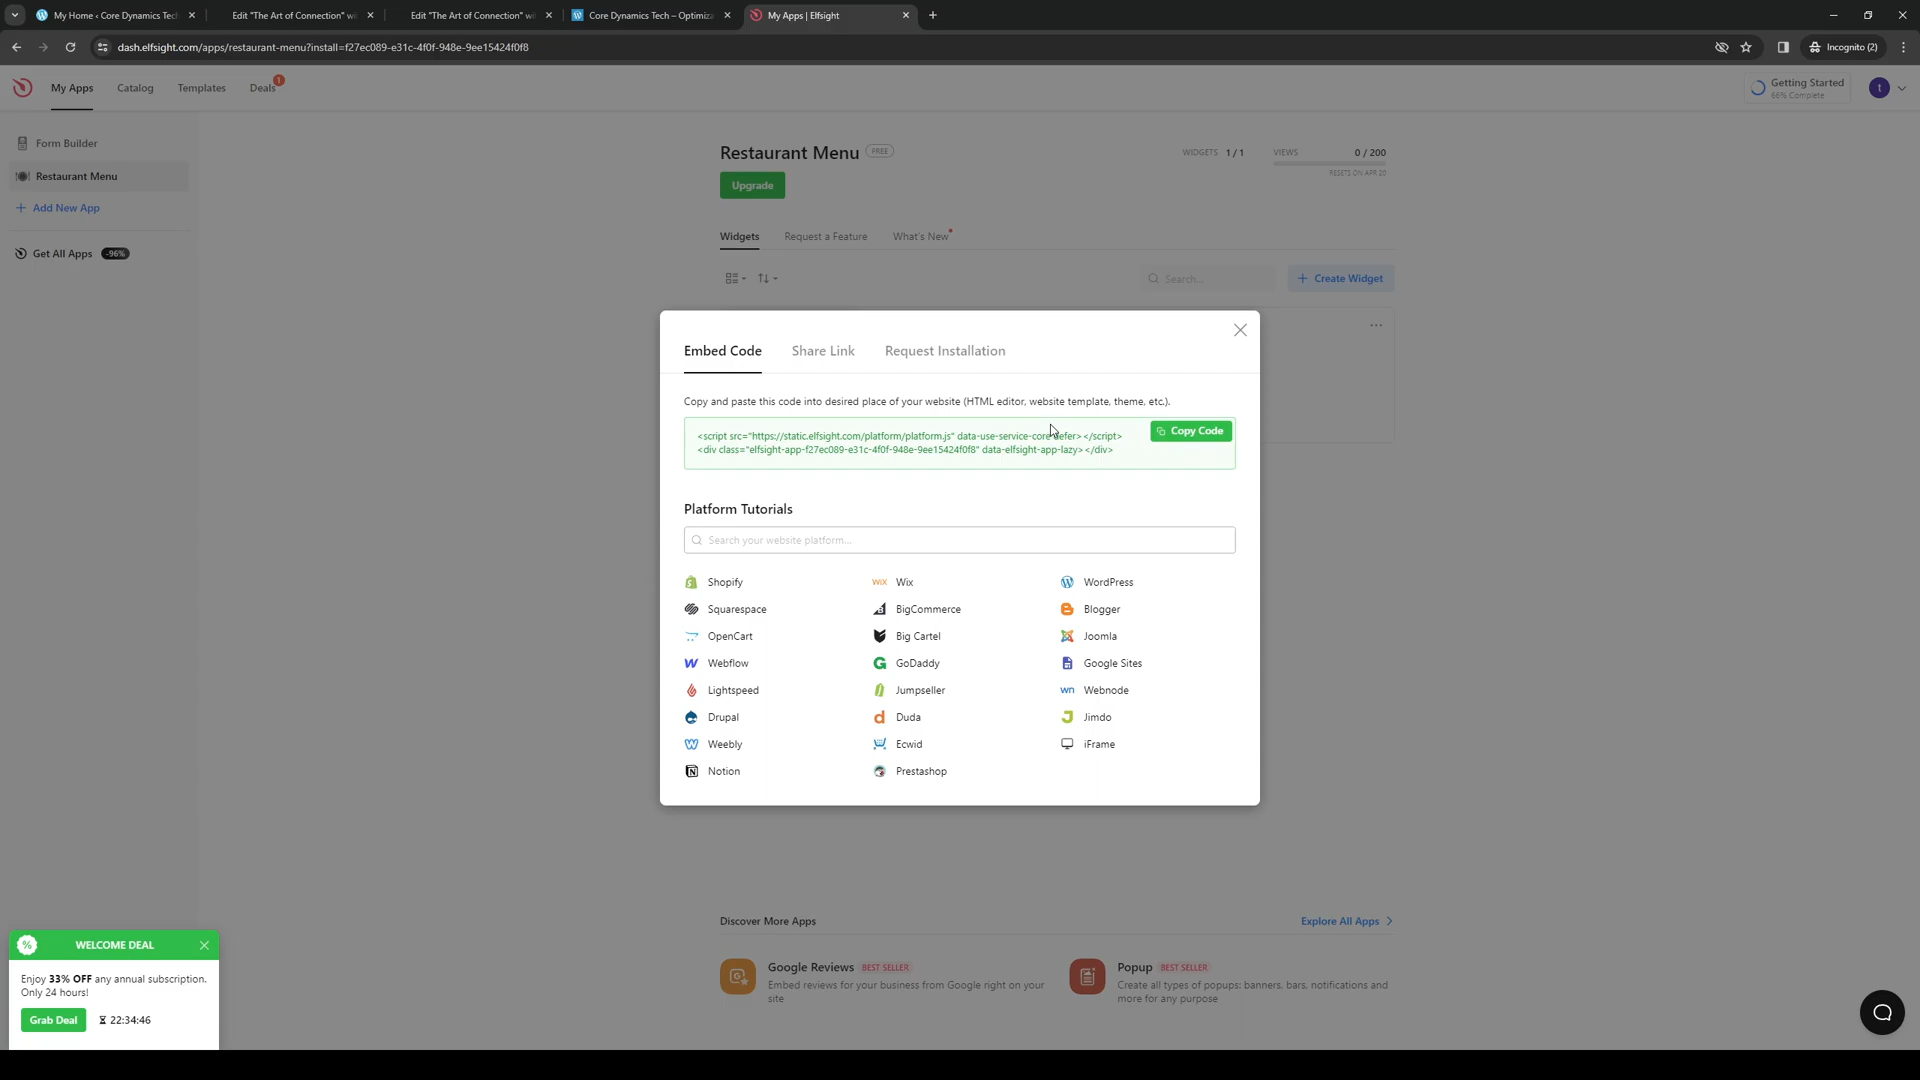 My Home ‹ Core Dynamics Tech
Edit "The Art of Connection" wi
Edit "The Art of Connection" wit
Core Dynamics Tech – Optimiza
My Apps | Elfsight
dash.elfsight.com/apps/restaurant-menu?install=f27ec089-e31c-4f0f-948e-9ee15424f0f8
Incognito (2)
My Apps
Catalog
Templates
Deals
1
Getting Started
66% Complete
t
Form Builder
Restaurant Menu
Add New App
Get All Apps -96%
Restaurant Menu FREE
Upgrade
WIDGETS 1 / 1
VIEWS 0 / 200
RESETS ON APR 20
Widgets
Request a Feature
What's New
Search...
Create Widget
Embed Code
Share Link
Request Installation
Copy and paste this code into desired place of your website (HTML editor, website template, theme, etc.).
<script src="https://static.elfsight.com/platform/platform.js" data-use-service-core defer></script>
<div class="elfsight-app-f27ec089-e31c-4f0f-948e-9ee15424f0f8" data-elfsight-app-lazy></div>
Copy Code
Platform Tutorials
Search your website platform...
Shopify
WiX Wix
WordPress
Squarespace
BigCommerce
Blogger
OpenCart
Big Cartel
Joomla
Webflow
GoDaddy
Google Sites
Lightspeed
Jumpseller
wn Webnode
Drupal
Duda
Jimdo
Weebly
Ecwid
iFrame
Notion
Prestashop
Discover More Apps
Explore All Apps
Google Reviews BEST SELLER
Embed reviews for your business from Google right on your
site
Popup BEST SELLER
Create all types of popups: banners, bars, notifications and
more for any purpose
% WELCOME DEAL
Enjoy 33% OFF any annual subscription.
Only 24 hours!
Grab Deal
22:34:46